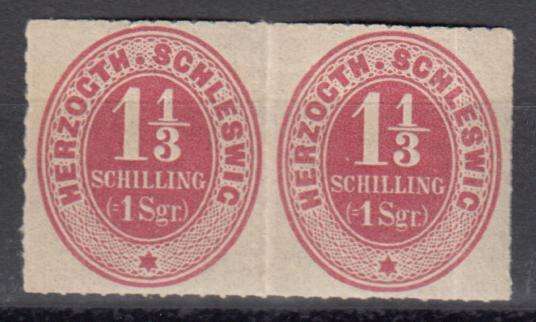 HERZOGTH. SCHLESWIG
1 1/3
SCHILLING
(=1 Sgr.)
HERZOGTH. SCHLESWIG
1 1/3
SCHILLING
(=1 Sgr.)